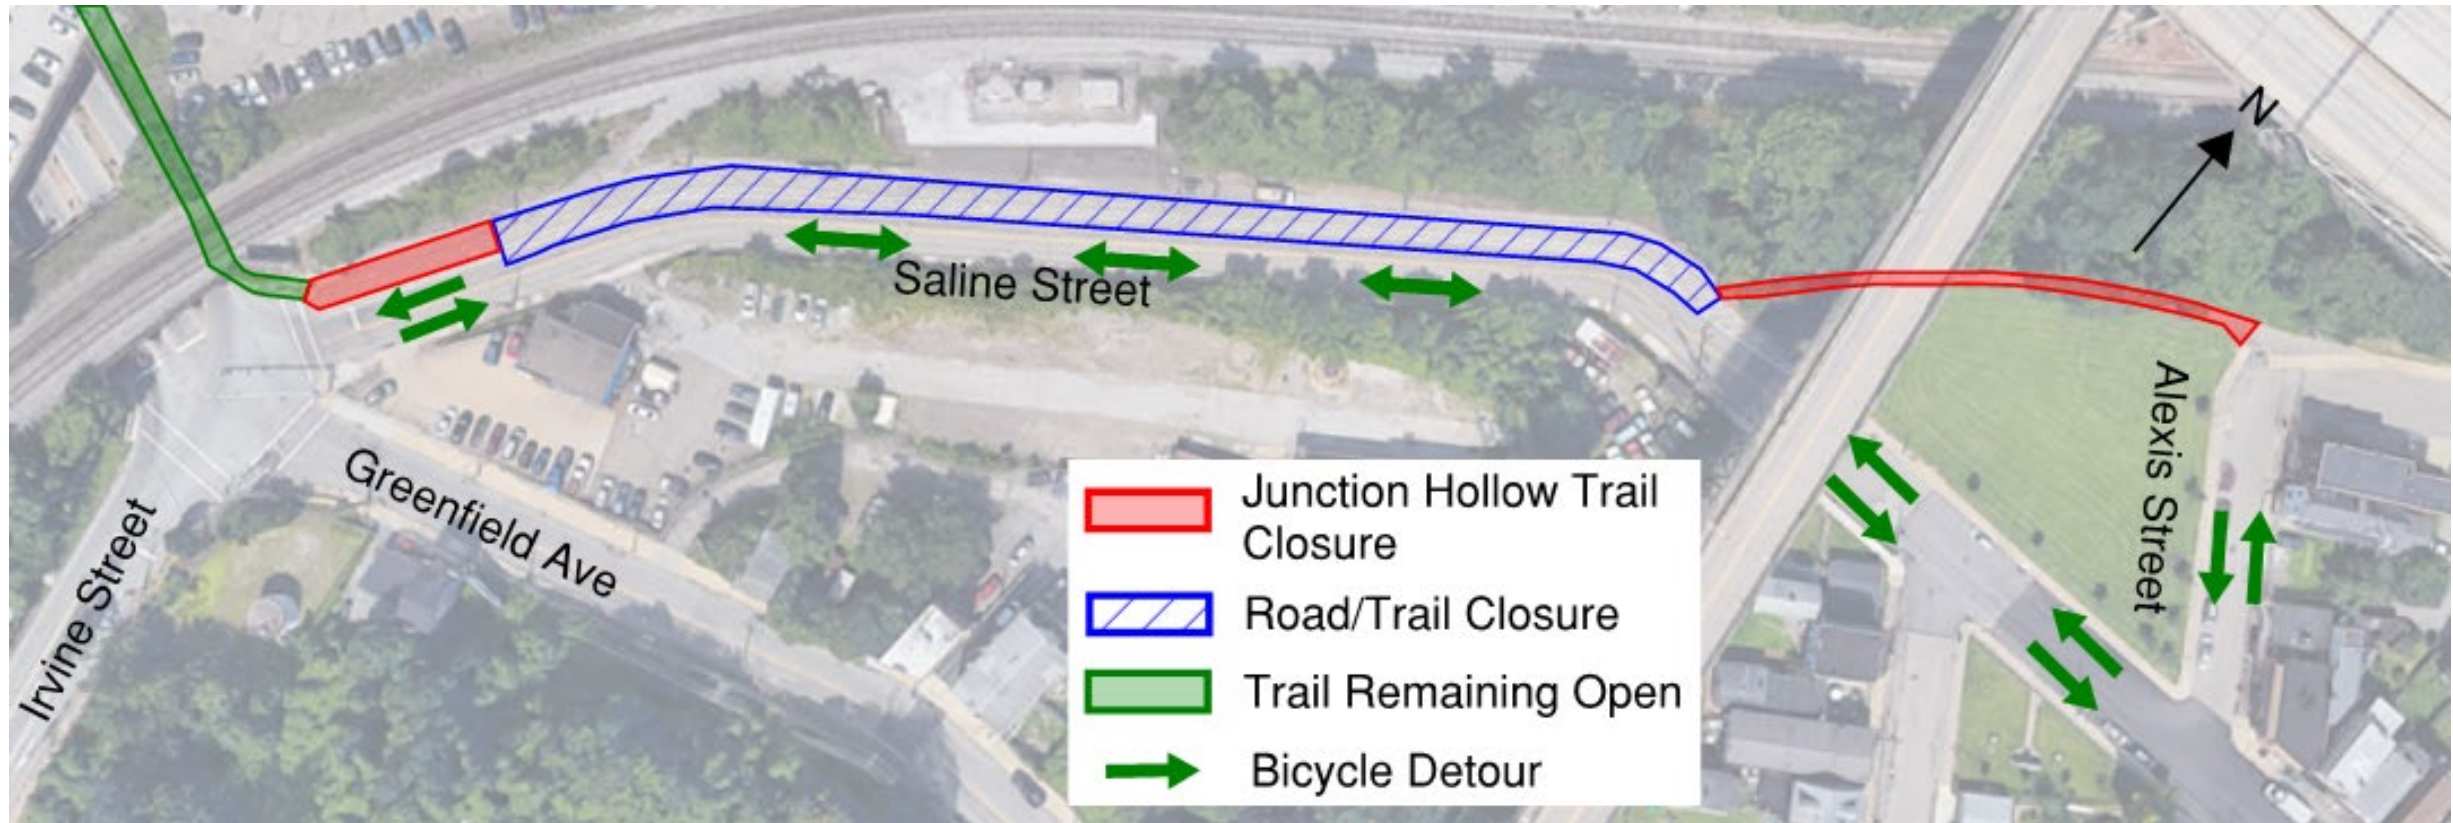 N
Saline Street
Alexis Street
Greenfield Ave
Irvine Street
Junction Hollow Trail
Closure
Road/Trail Closure
Trail Remaining Open
Bicycle Detour